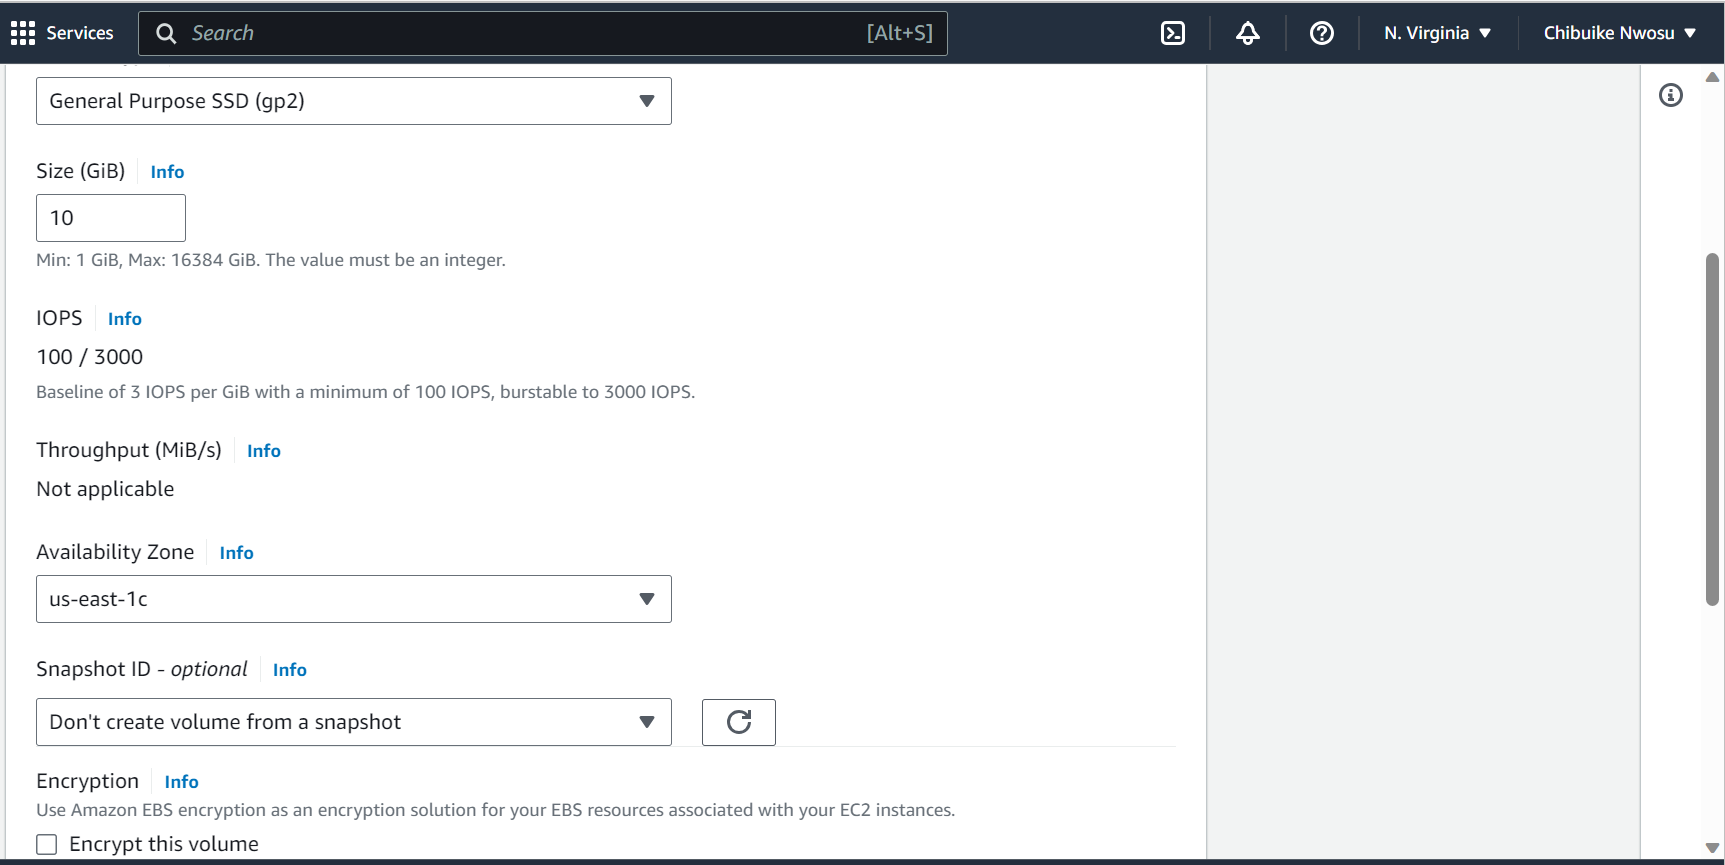 Services
Search [Alt+S]
N. Virginia
Chibuike Nwosu
General Purpose SSD (gp2)
Size (GiB) Info
10
Min: 1 GiB, Max: 16384 GiB. The value must be an integer.
IOPS Info
100 / 3000
Baseline of 3 IOPS per GiB with a minimum of 100 IOPS, burstable to 3000 IOPS.
Throughput (MiB/s) Info
Not applicable
Availability Zone Info
us-east-1c
Snapshot ID - optional Info
Don't create volume from a snapshot
Encryption Info
Use Amazon EBS encryption as an encryption solution for your EBS resources associated with your EC2 instances.
Encrypt this volume